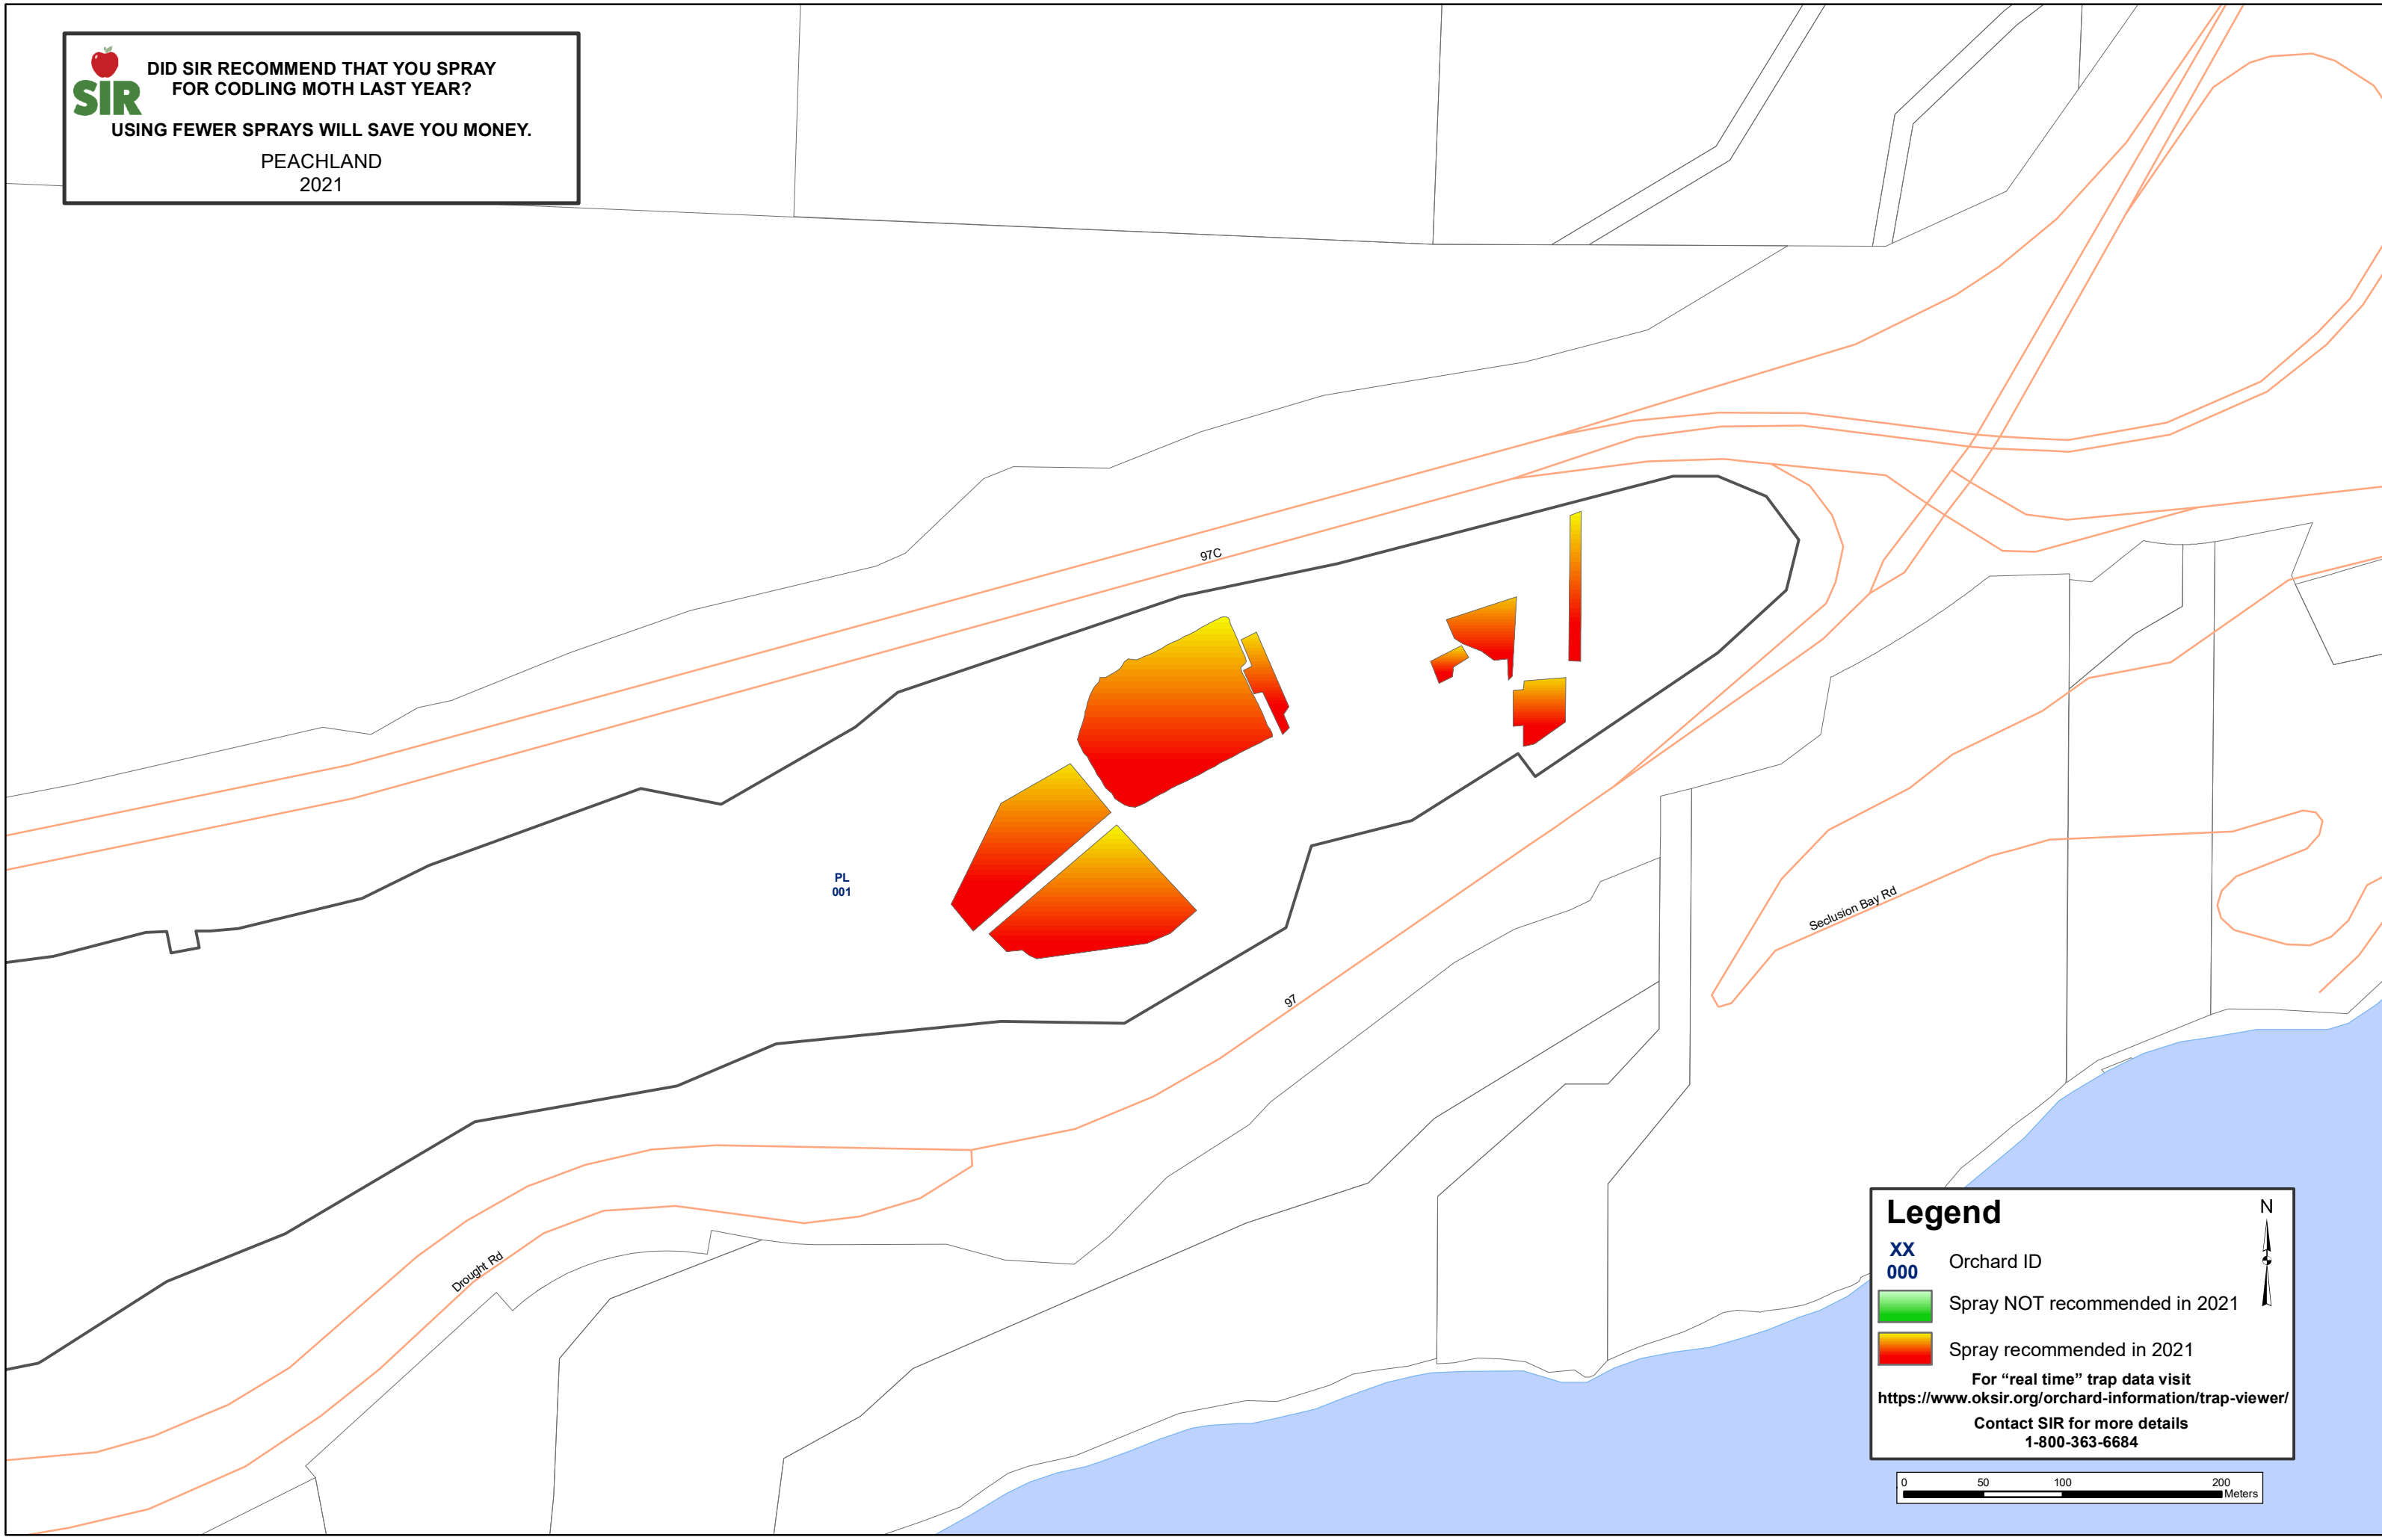 SIR
DID SIR RECOMMEND THAT YOU SPRAY
FOR CODLING MOTH LAST YEAR?
USING FEWER SPRAYS WILL SAVE YOU MONEY.
PEACHLAND
2021
97C
PL
001
Seclusion Bay Rd
97
Drought Rd
Legend
N
XX
000
Orchard ID
Spray NOT recommended in 2021
Spray recommended in 2021
For “real time” trap data visit
https://www.oksir.org/orchard-information/trap-viewer/
Contact SIR for more details
1-800-363-6684
0 50 100 200
Meters